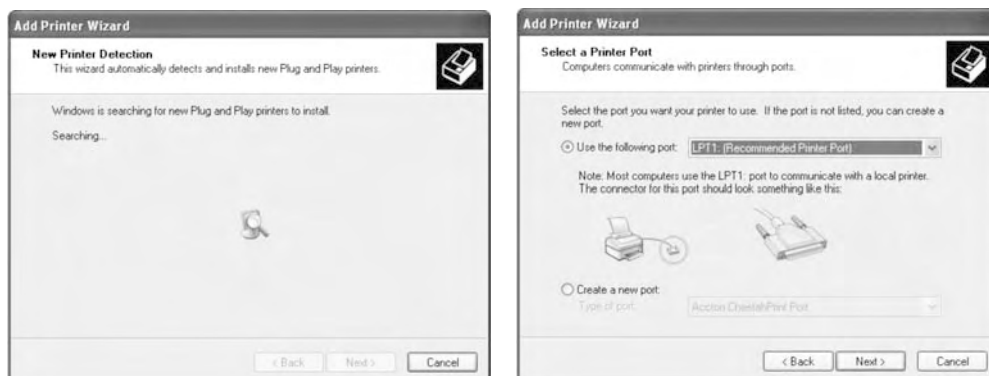 Add Printer Wizard
New Printer Detection
This wizard automatically detects and installs new Plug and Play printers.
Windows is searching for new Plug and Play printers to install.
Searching...
< Back
Next >
Cancel
Add Printer Wizard
Select a Printer Port
Computers communicate with printers through ports.
Select the port you want your printer to use. If the port is not listed, you can create a
new port.
Use the following port: LPT1: (Recommended Printer Port)
Note: Most computers use the LPT1: port to communicate with a local printer.
The connector for this port should look something like this:
Create a new port:
Type of port: Accton CheetahPrint Port
< Back
Next >
Cancel